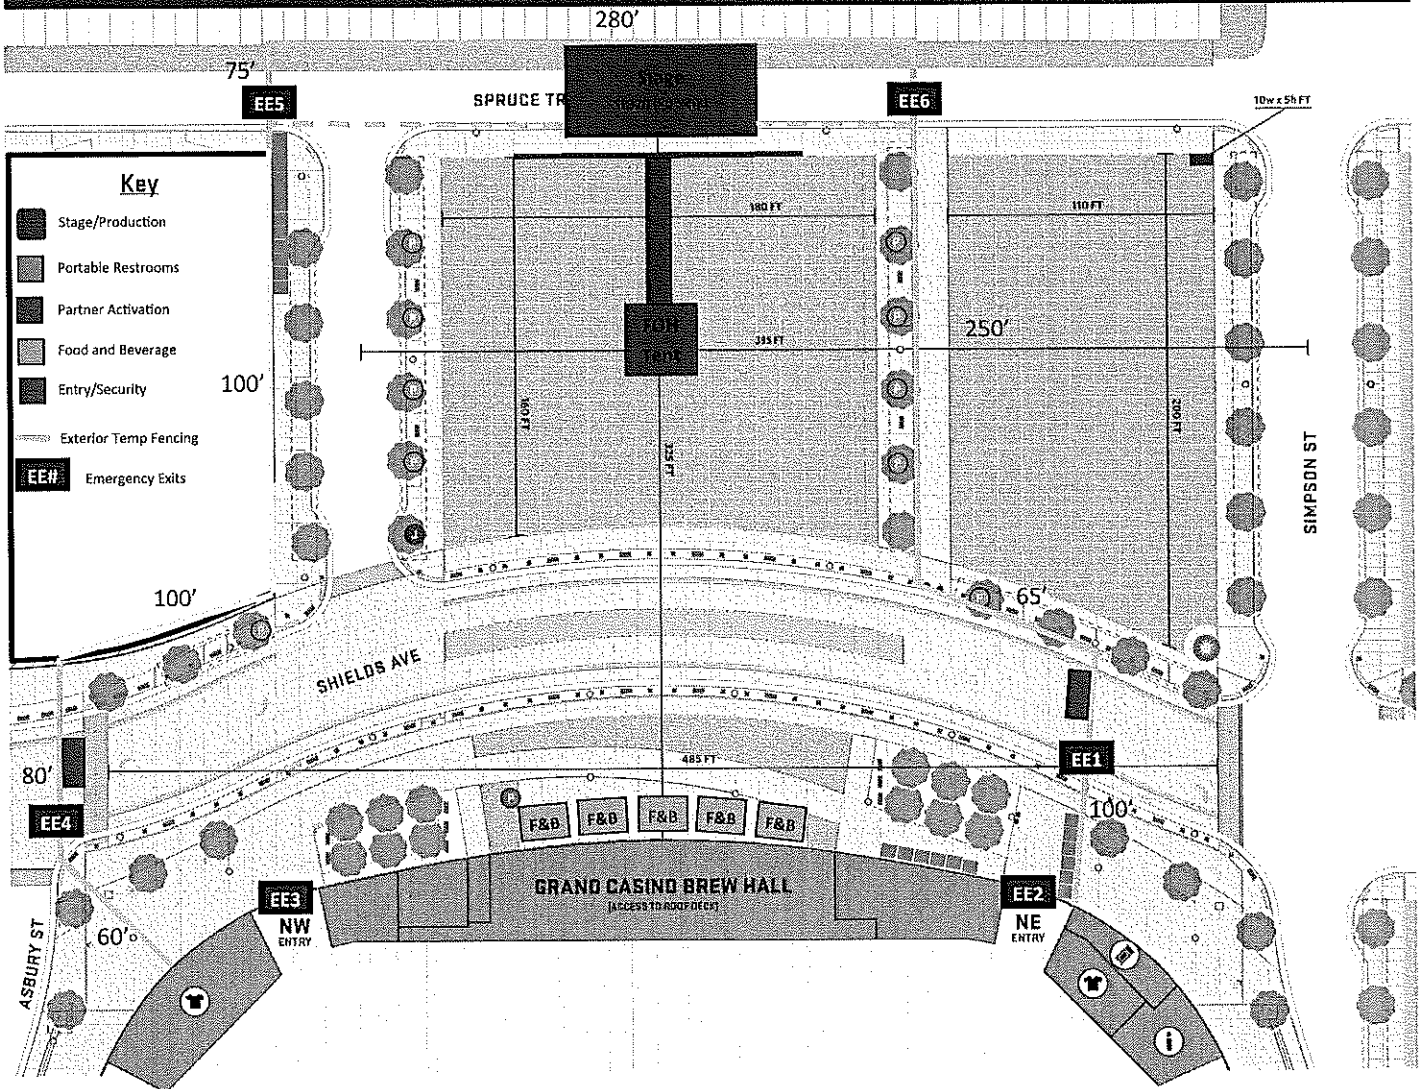 280'
75'
EE5
SPRUCE TR
Stage
EE6
10w x 5h FT
Key
Stage/Production
Portable Restrooms
Partner Activation
Food and Beverage
Entry/Security
Exterior Temp Fencing
EE# Emergency Exits
180 FT
110 FT
FOH
Tent
395 FT
250'
100'
160 FT
325 FT
200 FT
SIMPSON ST
100'
65'
SHIELDS AVE
80'
485 FT
EE1
EE4
100'
F&B
F&B
F&B
F&B
F&B
GRAND CASINO BREW HALL
[ACCESS TO ROOF DECK]
EE3
NW
ENTRY
EE2
NE
ENTRY
ASBURY ST
60'
i